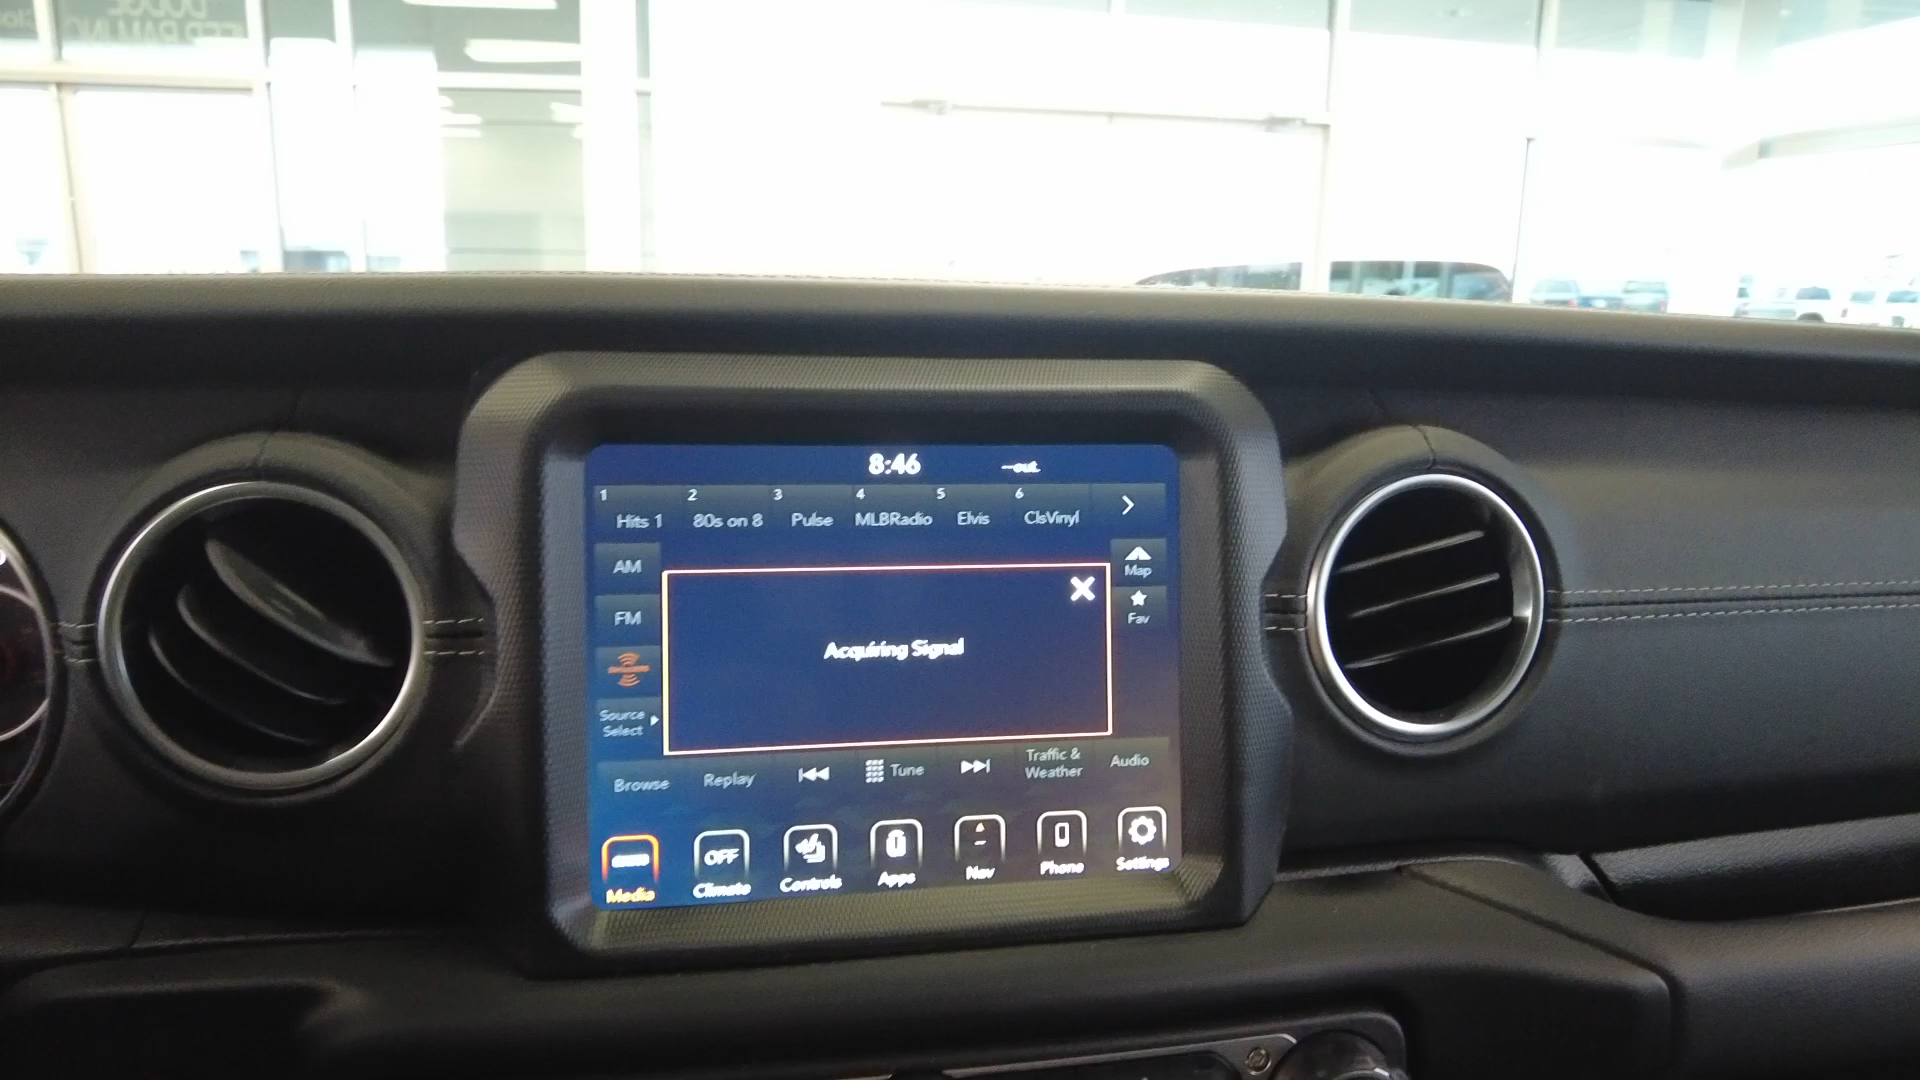 8:46 --out
1 2 3 4 5 6
Hits 1 80s on 8 Pulse MLBRadio Elvis ClsVinyl
AM
Map
FM
Fav
Acquiring Signal
Source
Select
Browse Replay Tune Traffic &
Weather Audio
OFF
Media Climate Controls Apps Nav Phone Settings